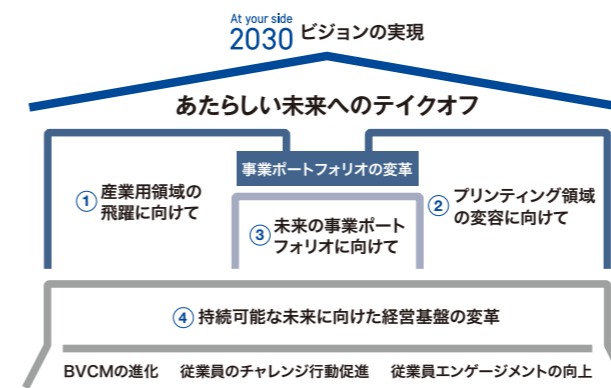 At your side
2030 ビジョンの実現
あたらしい未来へのテイクオフ
事業ポートフォリオの変革
① 産業用領域の
飛躍に向けて
② プリンティング領域
の変容に向けて
③ 未来の事業ポート
フォリオに向けて
④ 持続可能な未来に向けた経営基盤の変革
BVCMの進化 従業員のチャレンジ行動促進 従業員エンゲージメントの向上